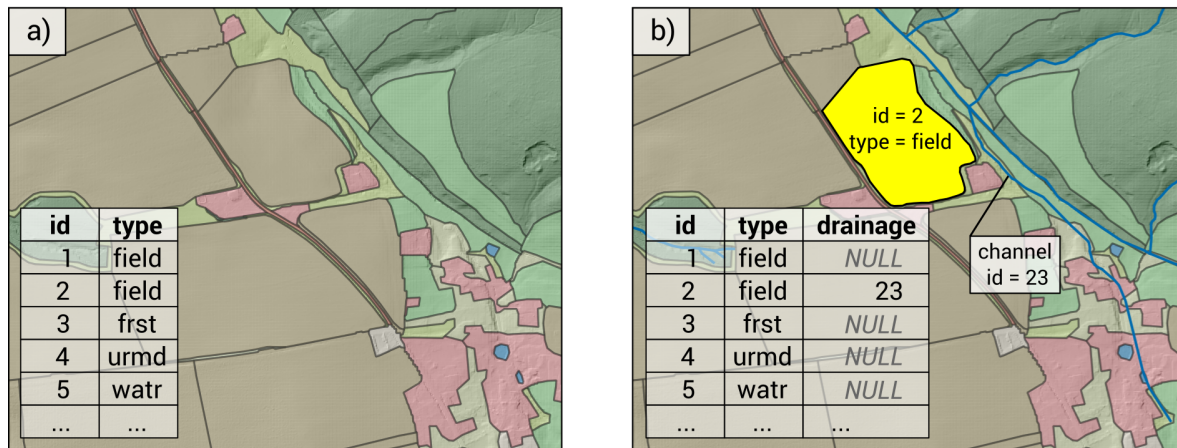 a)
id type
1 field
2 field
3 frst
4 urmd
5 watr
... ...
b)
id = 2
type = field
channel
id = 23
id type drainage
1 field NULL
2 field 23
3 frst NULL
4 urmd NULL
5 watr NULL
... ... ...